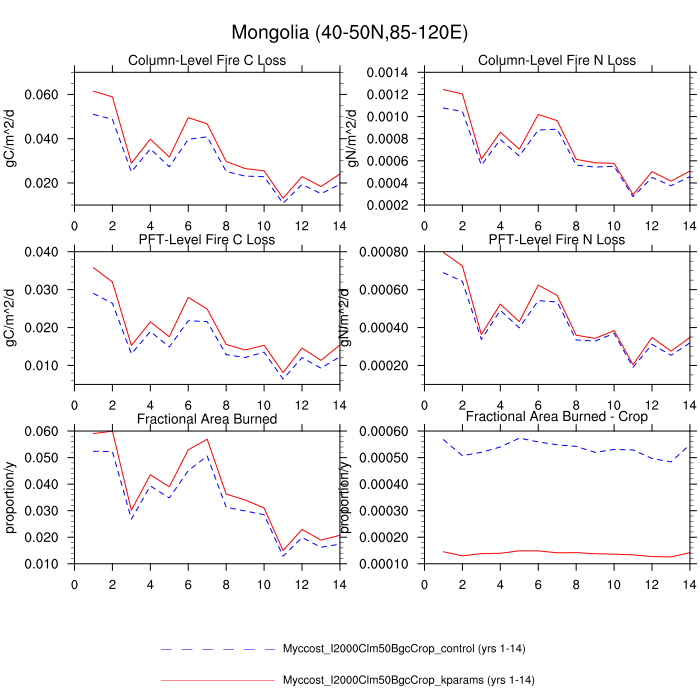 Mongolia (40-50N,85-120E)
Column-Level Fire C Loss
gC/m^2/d
0.060
0.040
0.020
0 2 4 6 8 10 12 14
Column-Level Fire N Loss
gN/m^2/d
0.0014
0.0012
0.0010
0.0008
0.0006
0.0004
0.0002
0 2 4 6 8 10 12 14
PFT-Level Fire C Loss
gC/m^2/d
0.040
0.030
0.020
0.010
0 2 4 6 8 10 12 14
PFT-Level Fire N Loss
gN/m^2/d
0.00080
0.00060
0.00040
0.00020
0 2 4 6 8 10 12 14
Fractional Area Burned
proportion/y
0.060
0.050
0.040
0.030
0.020
0.010
0 2 4 6 8 10 12 14
Fractional Area Burned - Crop
proportion/y
0.00060
0.00050
0.00040
0.00030
0.00020
0.00010
0 2 4 6 8 10 12 14
Myccost_I2000Clm50BgcCrop_control (yrs 1-14)
Myccost_I2000Clm50BgcCrop_kparams (yrs 1-14)